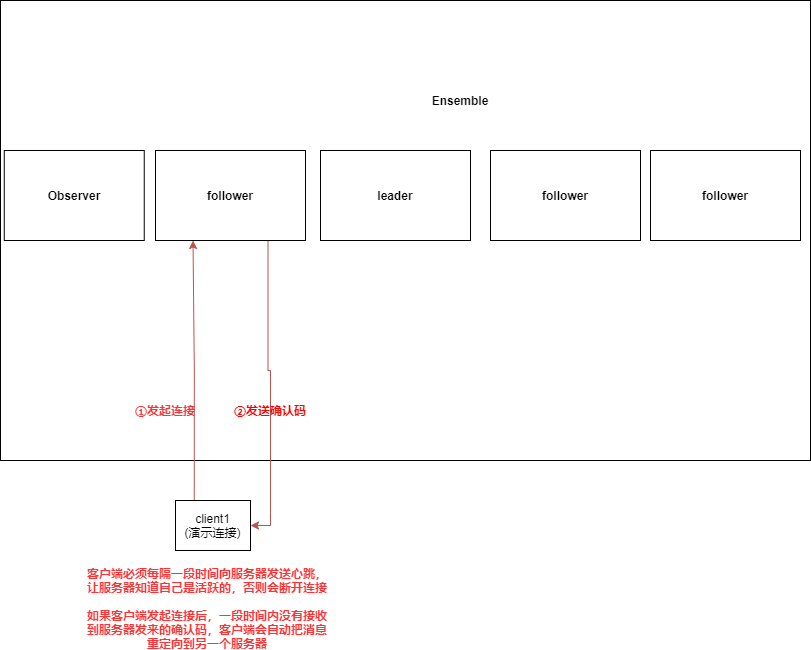 Ensemble
Observer
follower
leader
follower
follower
①发起连接
②发送确认码
client1
(演示连接)
客户端必须每隔一段时间向服务器发送心跳，
让服务器知道自己是活跃的，否则会断开连接
如果客户端发起连接后，一段时间内没有接收
到服务器发来的确认码，客户端会自动把消息
重定向到另一个服务器